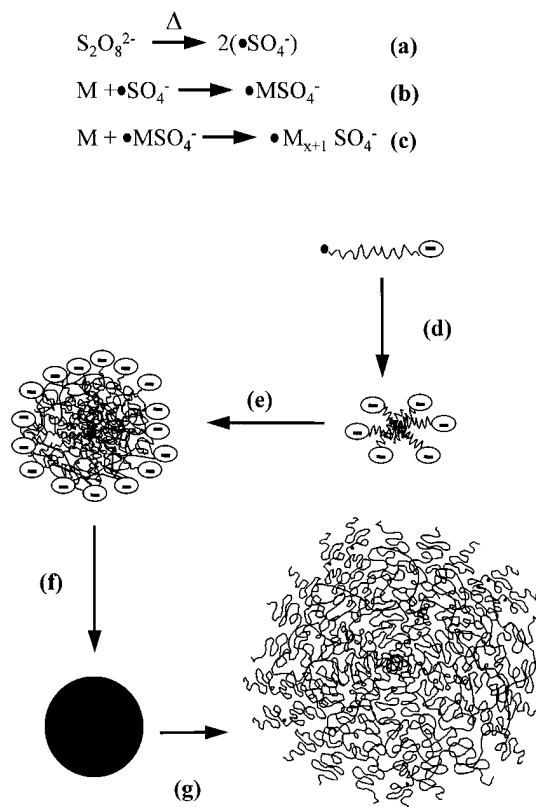 Δ
S₂O₈²⁻ → 2(•SO₄⁻) (a)
M + •SO₄⁻ → •MSO₄⁻ (b)
M + •MSO₄⁻ → •Mₓ₊₁ SO₄⁻ (c)
(d)
(e)
(f)
(g)